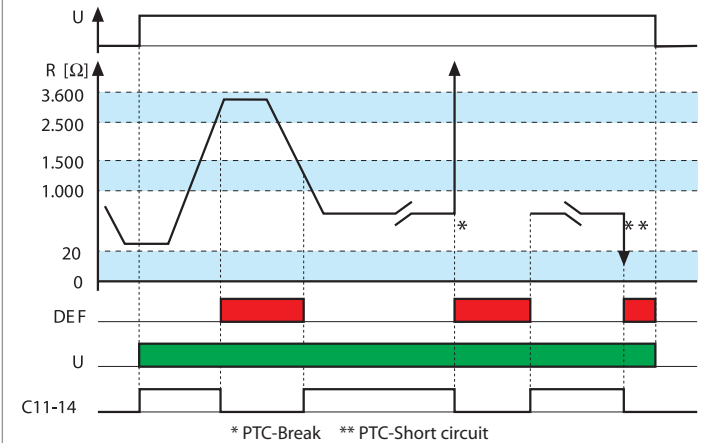 U
R [Ω]
3.600
2.500
1.500
1.000
*
* *
20
0
DEF
U
C11-14
* PTC-Break ** PTC-Short circuit